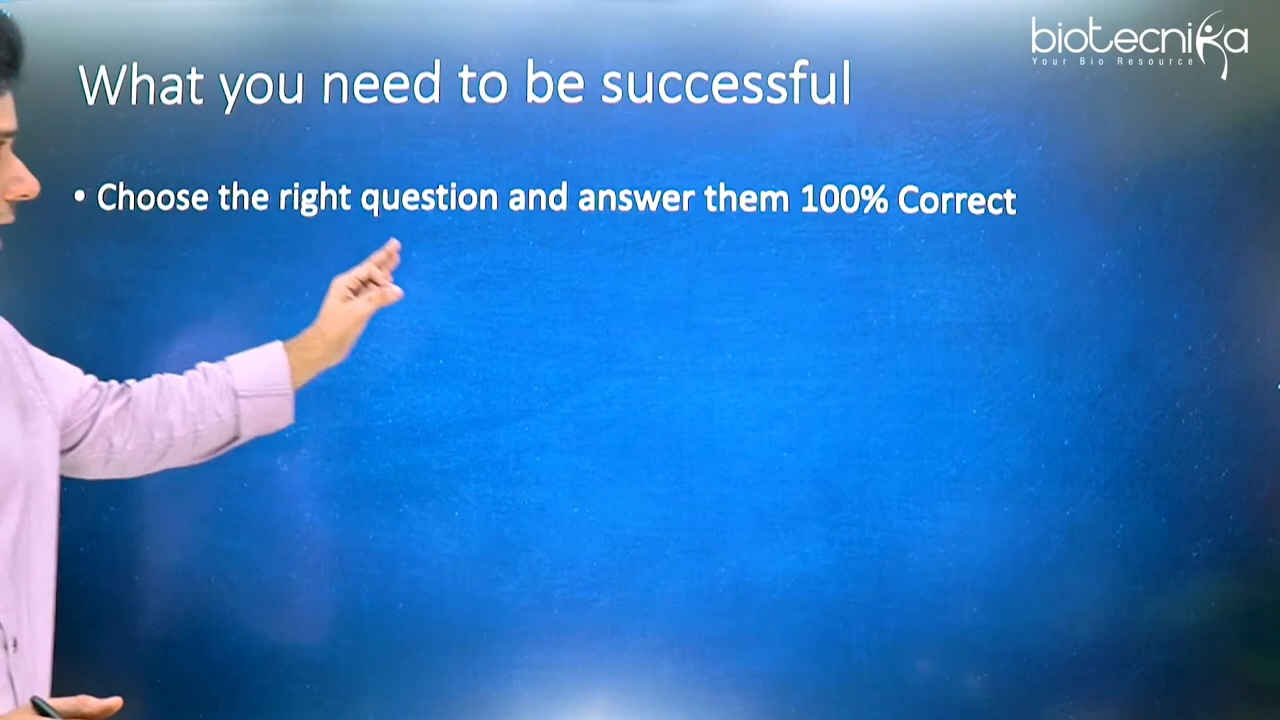 biotecnika
Your Bio Resource
What you need to be successful
• Choose the right question and answer them 100% Correct